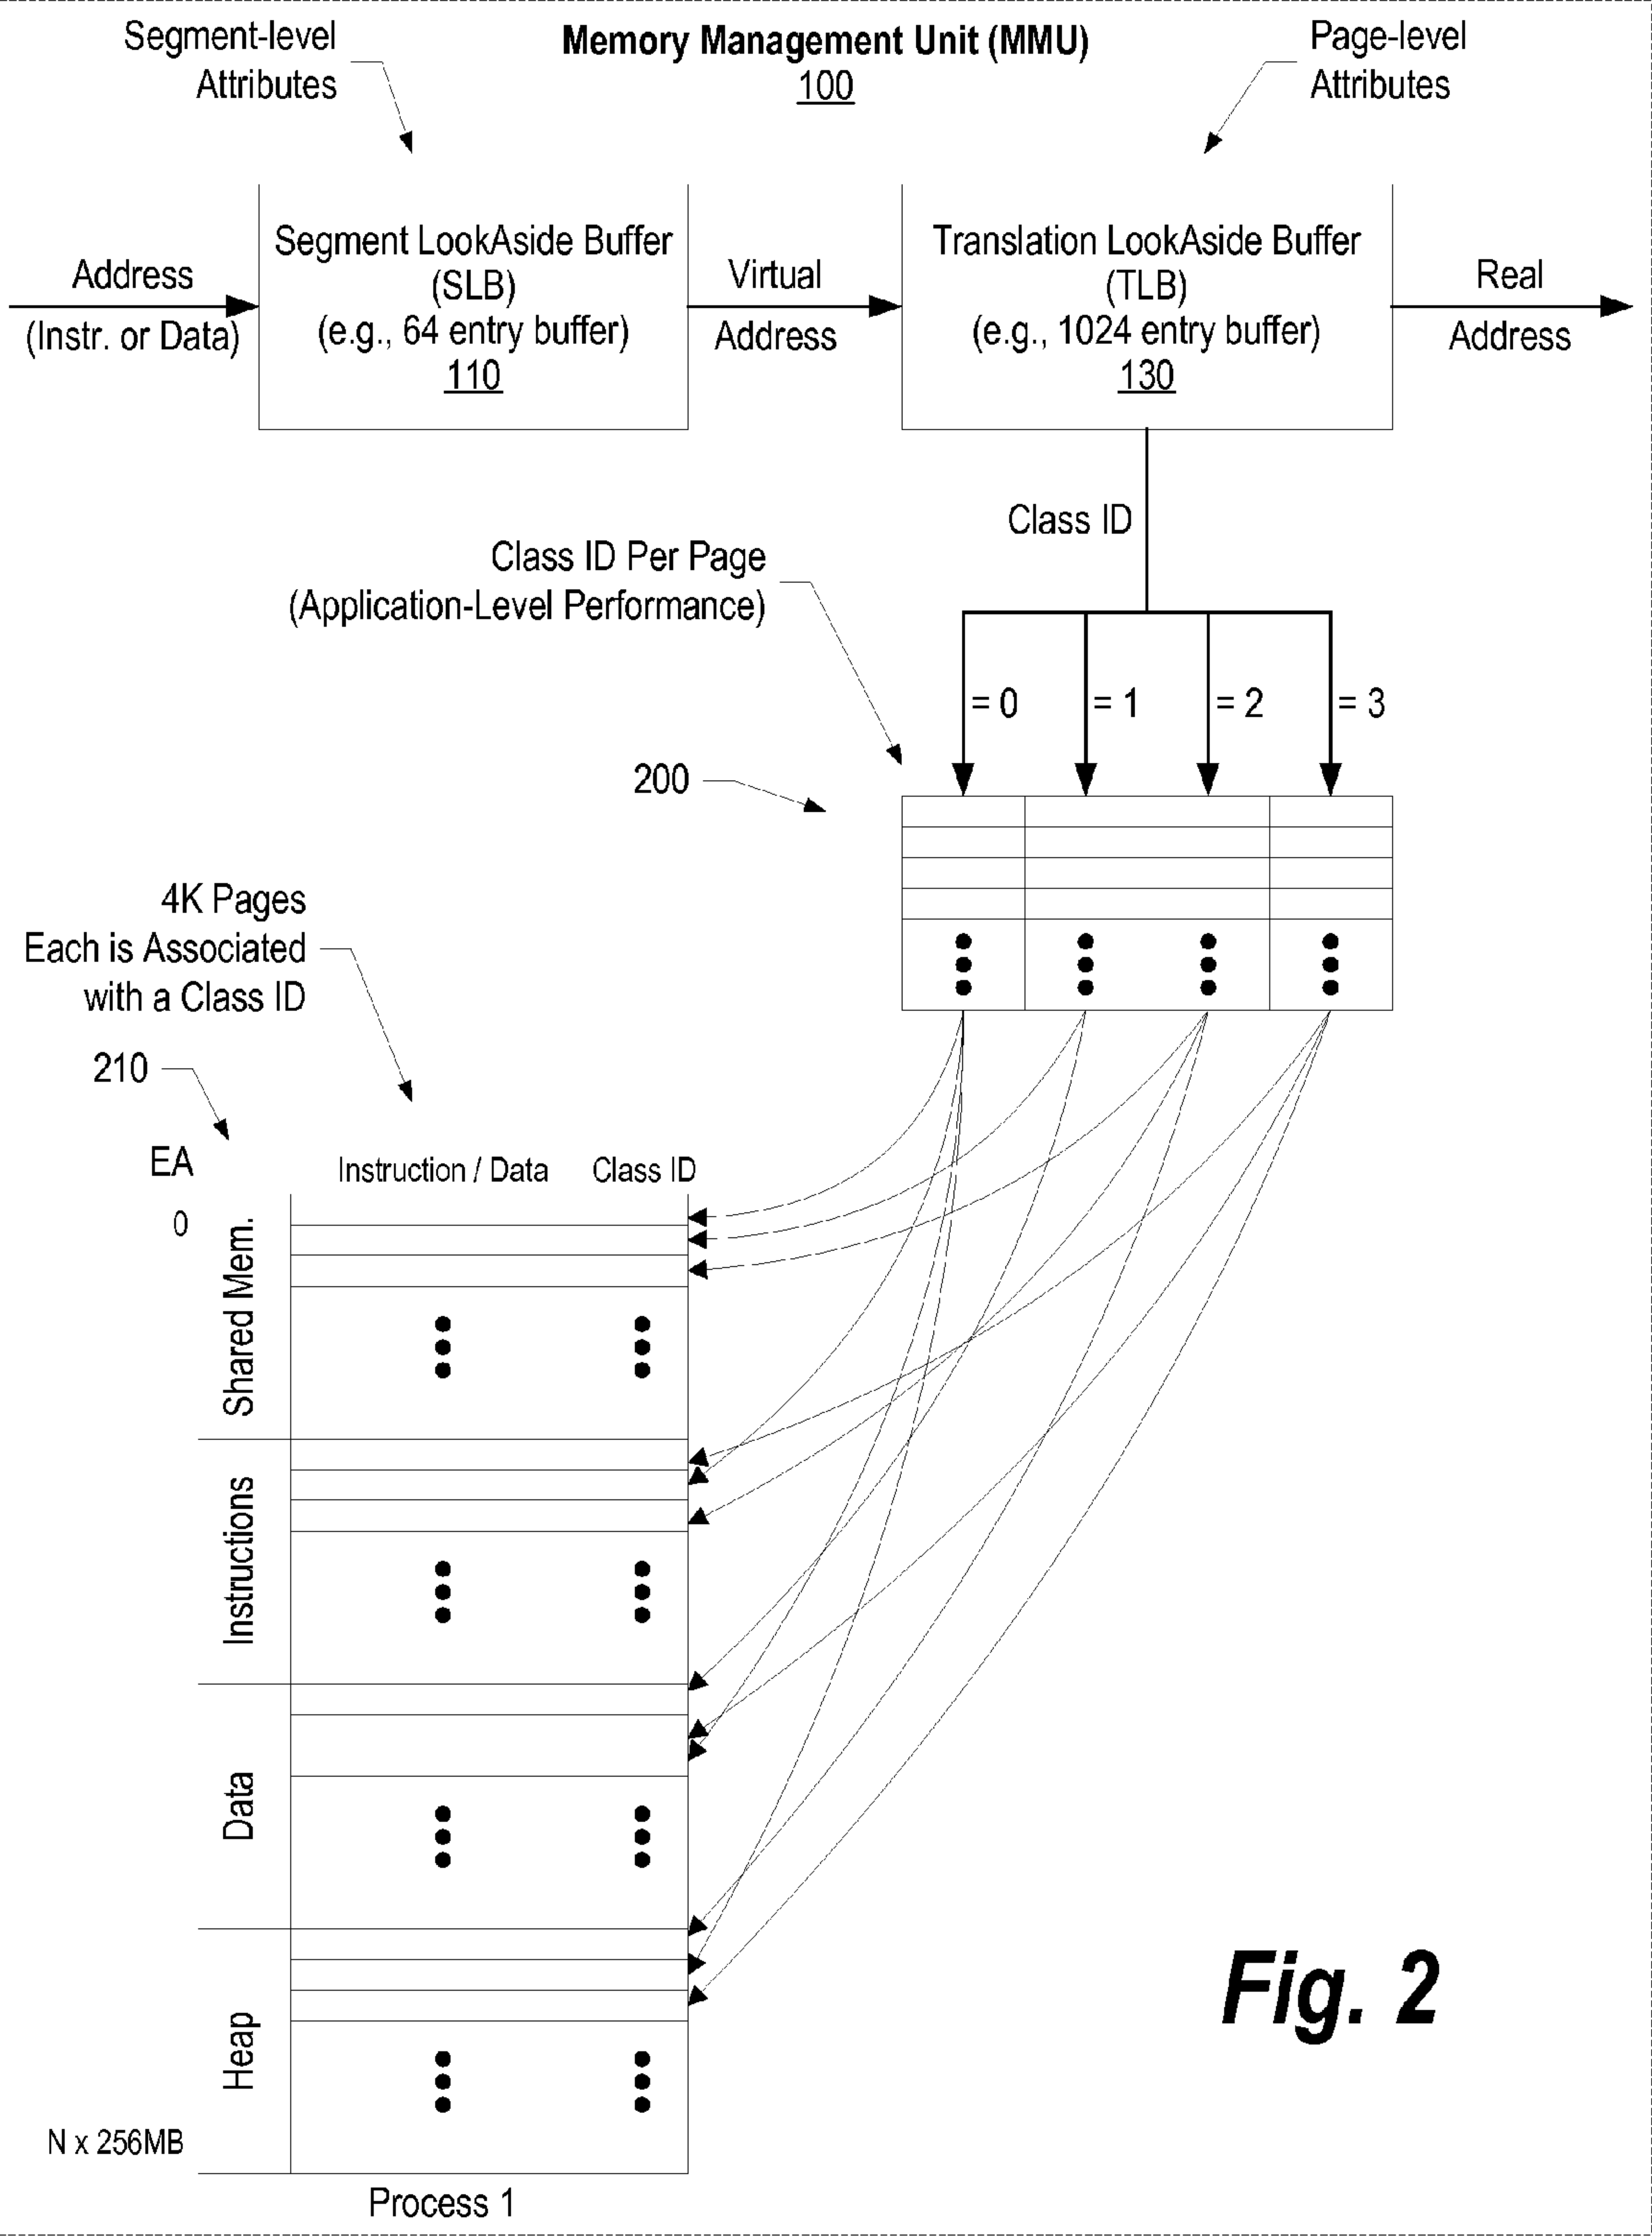 Segment-level
Attributes
Memory Management Unit (MMU)
100
Page-level
Attributes
Address
(Instr. or Data)
Segment LookAside Buffer
(SLB)
(e.g., 64 entry buffer)
110
Virtual
Address
Translation LookAside Buffer
(TLB)
(e.g., 1024 entry buffer)
130
Real
Address
Class ID
Class ID Per Page
(Application-Level Performance)
= 0
= 1
= 2
= 3
200
4K Pages
Each is Associated
with a Class ID
210
EA
Instruction / Data
Class ID
0
Shared Mem.
Instructions
Data
Heap
N x 256MB
Process 1
Fig. 2